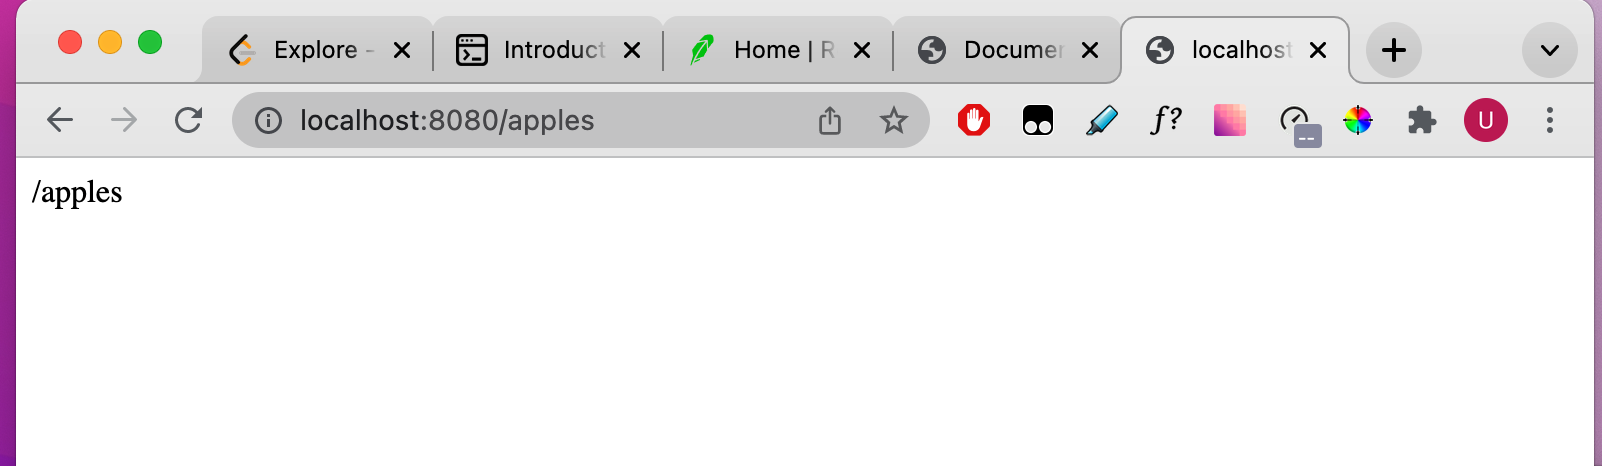 Explore -
Introduct
Home | R
Documen
localhost
localhost:8080/apples
f?
--
U
/apples